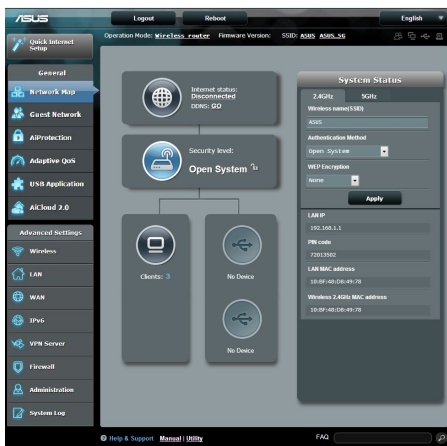 ASUS
Logout
Reboot
English
Quick Internet
Setup
Operation Mode: Wireless router Firmware Version: SSID: ASUS ASUS_5G
General
Network Map
Guest Network
AiProtection
Adaptive QoS
USB Application
AiCloud 2.0
Advanced Settings
Wireless
LAN
WAN
IPv6
VPN Server
Firewall
Administration
System Log
Internet status:
Disconnected
DDNS: GO
Security level:
Open System
Clients: 3
No Device
No Device
System Status
2.4GHz 5GHz
Wireless name(SSID)
ASUS
Authentication Method
Open System
WEP Encryption
None
Apply
LAN IP
192.168.1.1
PIN code
72013502
LAN MAC address
10:BF:48:D8:49:78
Wireless 2.4GHz MAC address
10:BF:48:D8:49:78
Help & Support Manual | Utility FAQ